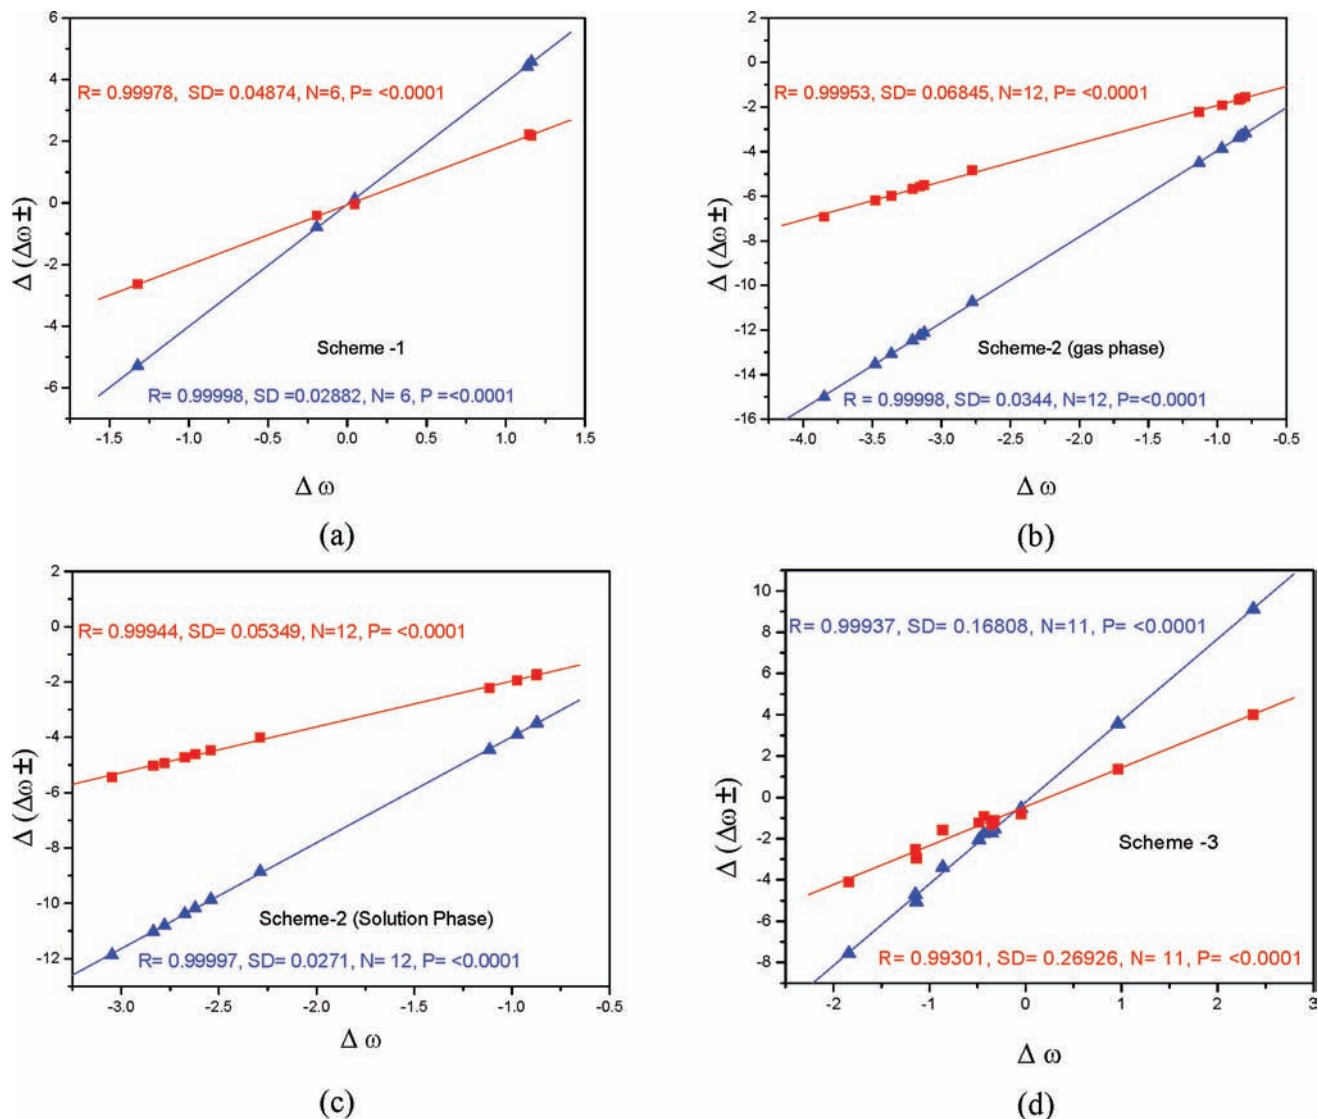 6
4
2
0
-2
-4
-6
Δ (Δω ±)
R= 0.99978, SD= 0.04874, N=6, P= <0.0001
Scheme -1
R= 0.99998, SD =0.02882, N= 6, P =<0.0001
-1.5 -1.0 -0.5 0.0 0.5 1.0 1.5
Δ ω
(a)
2
0
-2
-4
-6
-8
-10
-12
-14
-16
Δ (Δω ±)
R= 0.99953, SD= 0.06845, N=12, P= <0.0001
Scheme-2 (gas phase)
R = 0.99998, SD= 0.0344, N=12, P=<0.0001
-4.0 -3.5 -3.0 -2.5 -2.0 -1.5 -1.0 -0.5
Δ ω
(b)
2
0
-2
-4
-6
-8
-10
-12
Δ (Δω ±)
R= 0.99944, SD= 0.05349, N=12, P= <0.0001
Scheme-2 (Solution Phase)
R= 0.99997, SD= 0.0271, N= 12, P= <0.0001
-3.0 -2.5 -2.0 -1.5 -1.0 -0.5
Δ ω
(c)
10
8
6
4
2
0
-2
-4
-6
-8
Δ (Δω ±)
R= 0.99937, SD= 0.16808, N=11, P= <0.0001
Scheme -3
R= 0.99301, SD= 0.26926, N= 11, P= <0.0001
-2 -1 0 1 2 3
Δ ω
(d)